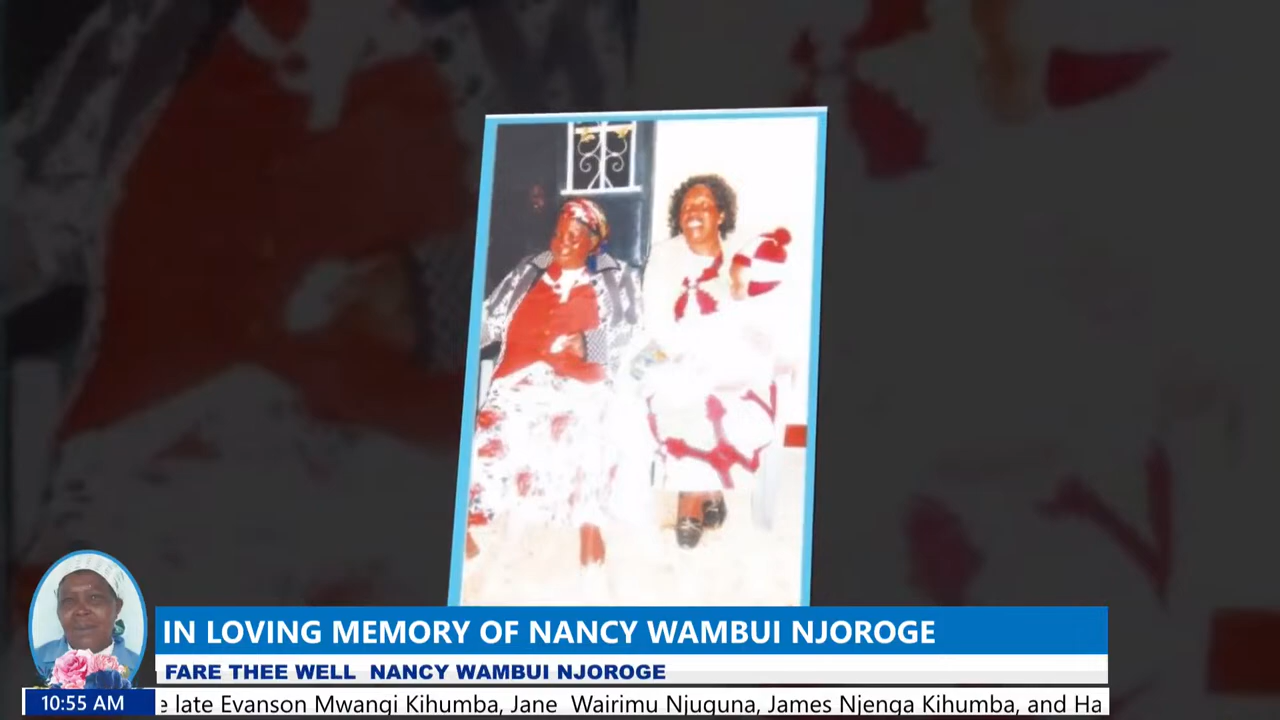 IN LOVING MEMORY OF NANCY WAMBUI NJOROGE
FARE THEE WELL NANCY WAMBUI NJOROGE
10:55 AM
late Evanson Mwangi Kihumba, Jane Wairimu Njuguna, James Njenga Kihumba, and Ha